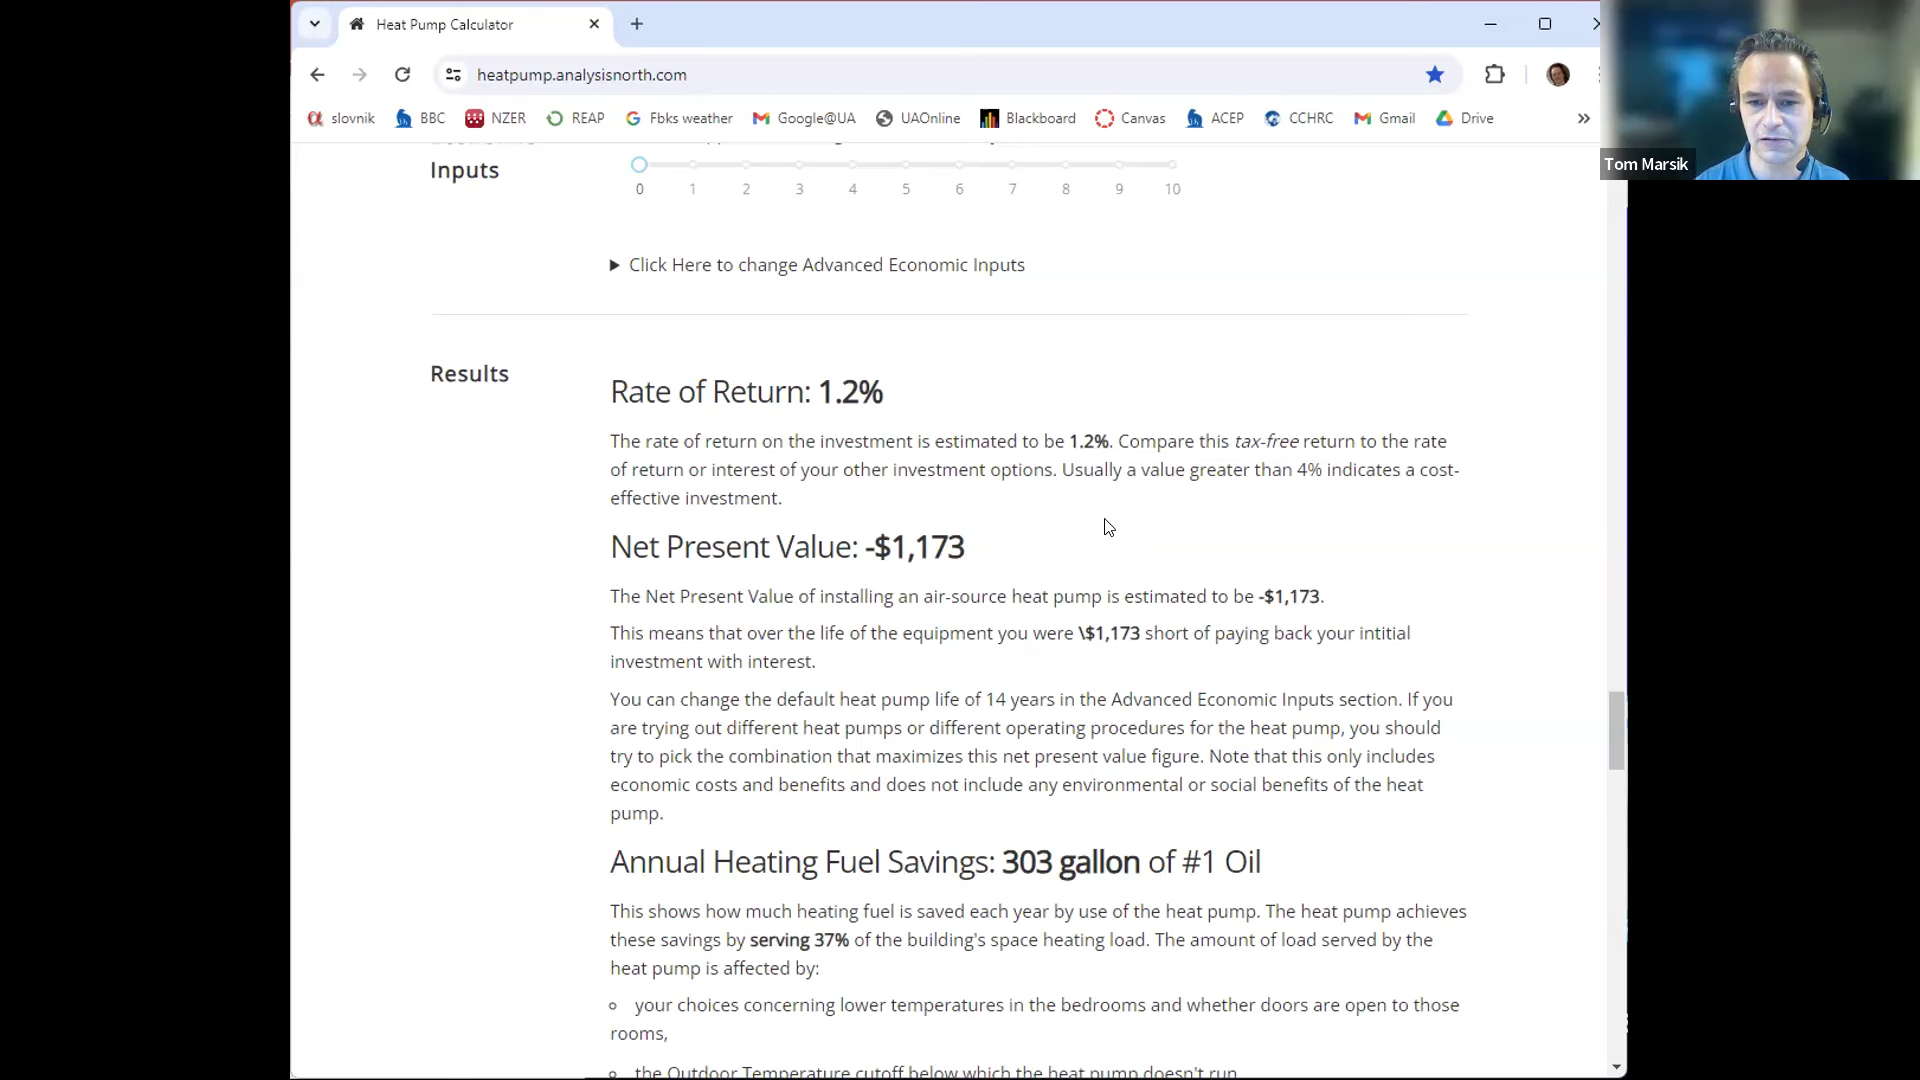 Heat Pump Calculator
heatpump.analysisnorth.com
slovnik BBC NZER REAP Fbks weather Google@UA UAOnline Blackboard Canvas ACEP CCHRC Gmail Drive »
Tom Marsik
Inputs
0 1 2 3 4 5 6 7 8 9 10
Click Here to change Advanced Economic Inputs
Results
Rate of Return: 1.2%
The rate of return on the investment is estimated to be 1.2%. Compare this tax-free return to the rate
of return or interest of your other investment options. Usually a value greater than 4% indicates a cost-
effective investment.
Net Present Value: -$1,173
The Net Present Value of installing an air-source heat pump is estimated to be -$1,173.
This means that over the life of the equipment you were \$1,173 short of paying back your intitial
investment with interest.
You can change the default heat pump life of 14 years in the Advanced Economic Inputs section. If you
are trying out different heat pumps or different operating procedures for the heat pump, you should
try to pick the combination that maximizes this net present value figure. Note that this only includes
economic costs and benefits and does not include any environmental or social benefits of the heat
pump.
Annual Heating Fuel Savings: 303 gallon of #1 Oil
This shows how much heating fuel is saved each year by use of the heat pump. The heat pump achieves
these savings by serving 37% of the building's space heating load. The amount of load served by the
heat pump is affected by:
your choices concerning lower temperatures in the bedrooms and whether doors are open to those
rooms,
the Outdoor Temperature cutoff below which the heat pump doesn't run